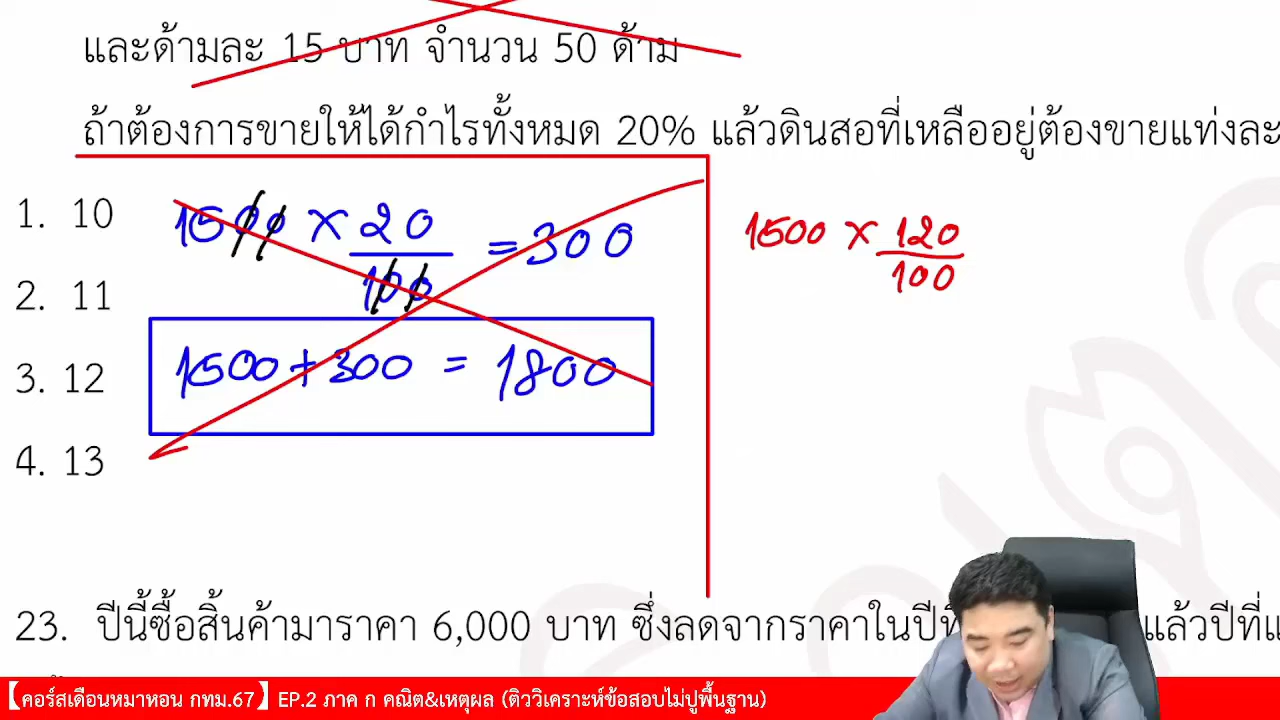 และด้ามละ 15 บาท จำนวน 50 ด้าม
ถ้าต้องการขายให้ได้กำไรทั้งหมด 20% แล้วดินสอที่เหลืออยู่ต้องขายแท่งละ
1. 10
2. 11
3. 12
4. 13
1500 × 20/100 = 300
1500 + 300 = 1800
1500 × 120/100
23. ปีนี้ซื้อสินค้ามาราคา 6,000 บาท ซึ่งลดจากราคาในปีที่ แล้วปีที่แ
【คอร์สเดือนหมาหอน กทม.67】 EP.2 ภาค ก คณิต&เหตุผล (ติววิเคราะห์ข้อสอบไม่ปูพื้นฐาน)